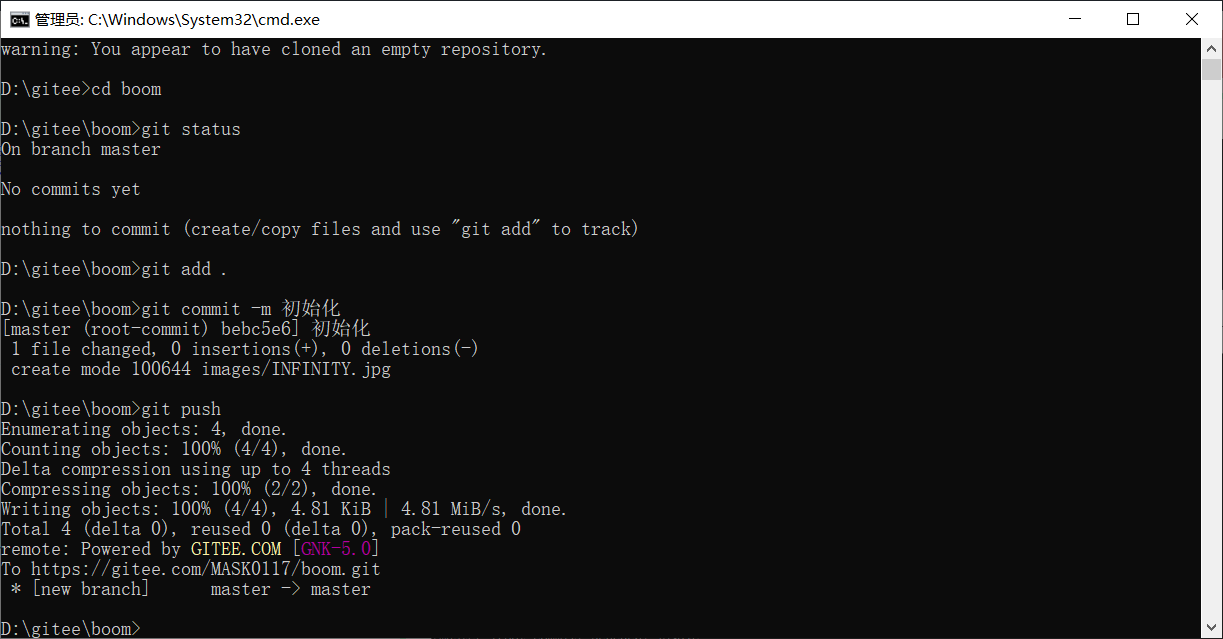 管理员: C:\Windows\System32\cmd.exe
warning: You appear to have cloned an empty repository.
D:\gitee>cd boom
D:\gitee\boom>git status
On branch master
No commits yet
nothing to commit (create/copy files and use "git add" to track)
D:\gitee\boom>git add .
D:\gitee\boom>git commit -m 初始化
[master (root-commit) bebc5e6] 初始化
 1 file changed, 0 insertions(+), 0 deletions(-)
 create mode 100644 images/INFINITY.jpg
D:\gitee\boom>git push
Enumerating objects: 4, done.
Counting objects: 100% (4/4), done.
Delta compression using up to 4 threads
Compressing objects: 100% (2/2), done.
Writing objects: 100% (4/4), 4.81 KiB | 4.81 MiB/s, done.
Total 4 (delta 0), reused 0 (delta 0), pack-reused 0
remote: Powered by GITEE.COM [GNK-5.0]
To https://gitee.com/MASK0117/boom.git
 * [new branch]      master -> master
D:\gitee\boom>